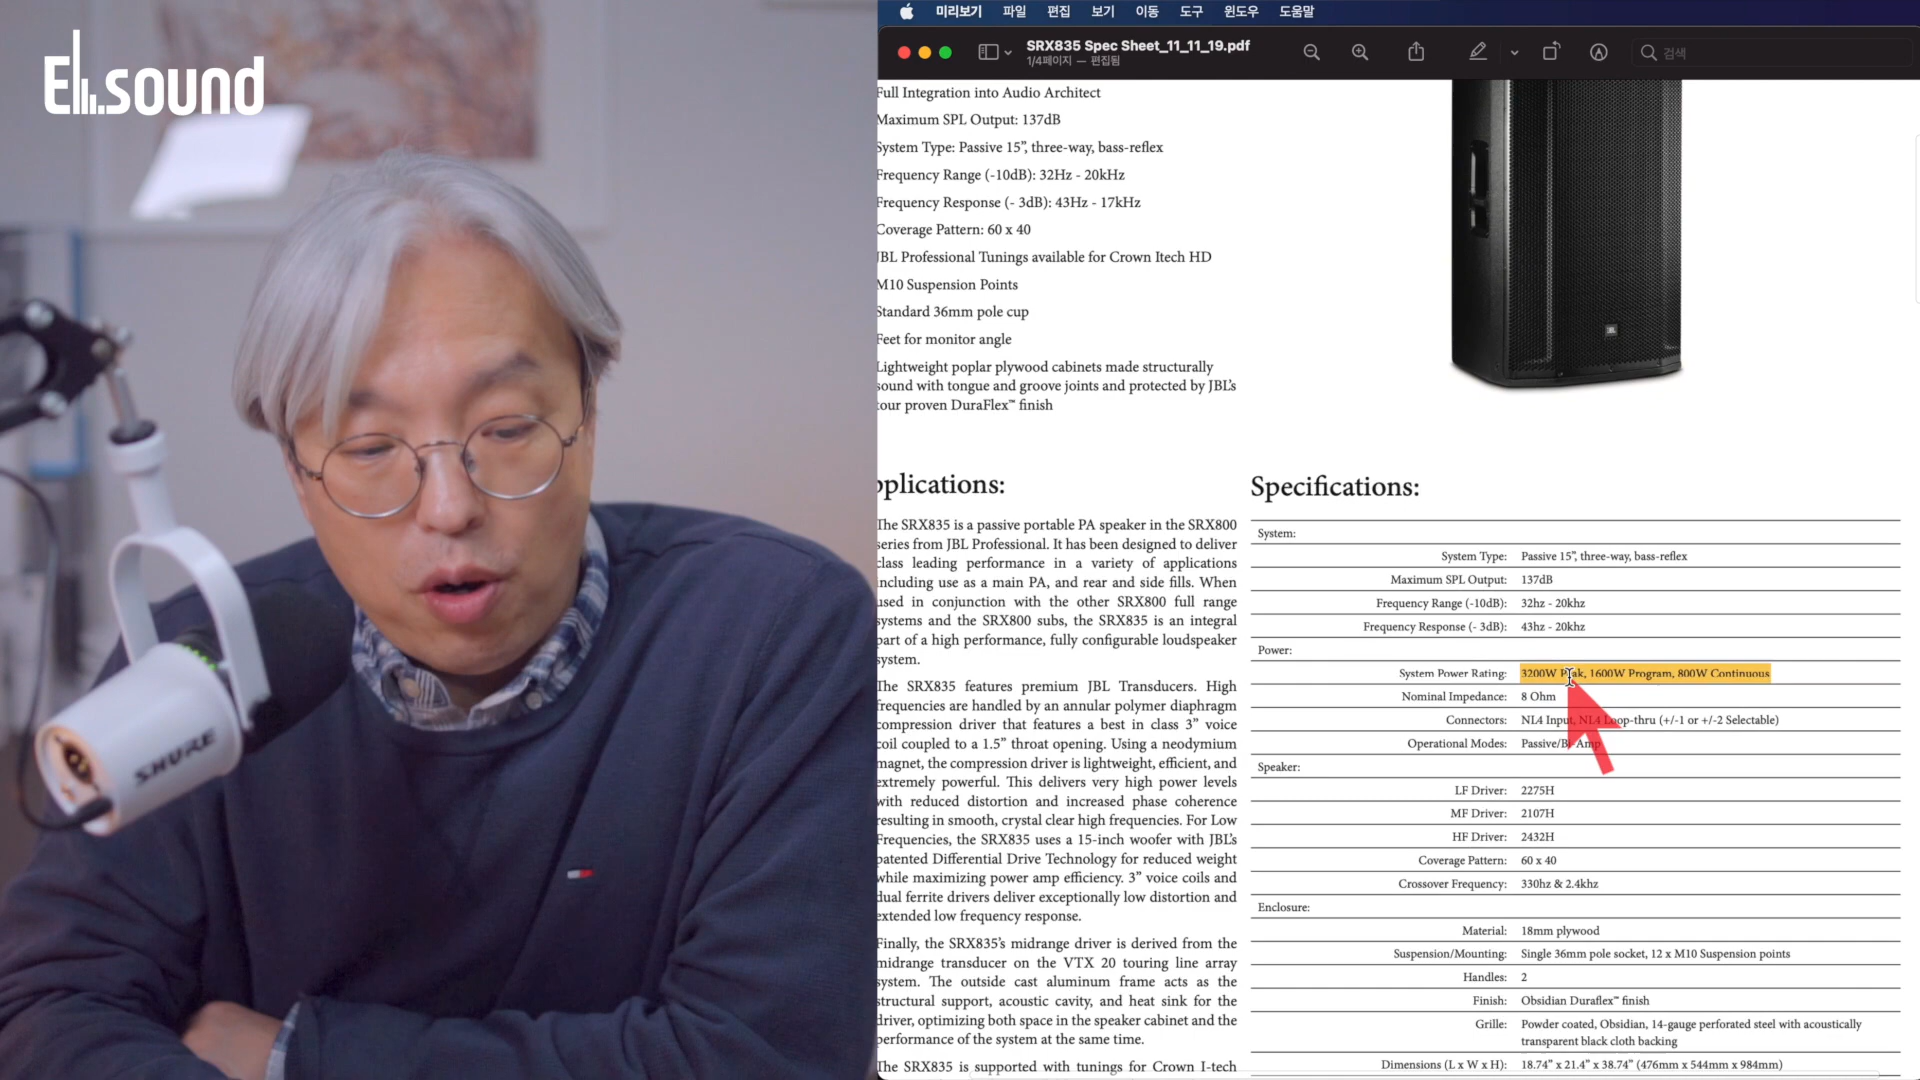 El.sound
SHURE
미리보기 파일 편집 보기 이동 도구 윈도우 도움말
SRX835 Spec Sheet_11_11_19.pdf
1/4페이지 — 편집됨
검색
Full Integration into Audio Architect
Maximum SPL Output: 137dB
System Type: Passive 15”, three-way, bass-reflex
Frequency Range (-10dB): 32Hz - 20kHz
Frequency Response (- 3dB): 43Hz - 17kHz
Coverage Pattern: 60 x 40
JBL Professional Tunings available for Crown Itech HD
M10 Suspension Points
Standard 36mm pole cup
Feet for monitor angle
Lightweight poplar plywood cabinets made structurally
sound with tongue and groove joints and protected by JBL’s
tour proven DuraFlex™ finish
JBL
pplications:
The SRX835 is a passive portable PA speaker in the SRX800
series from JBL Professional. It has been designed to deliver
class leading performance in a variety of applications
including use as a main PA, and rear and side fills. When
used in conjunction with the other SRX800 full range
systems and the SRX800 subs, the SRX835 is an integral
part of a high performance, fully configurable loudspeaker
system.
The SRX835 features premium JBL Transducers. High
frequencies are handled by an annular polymer diaphragm
compression driver that features a best in class 3” voice
coil coupled to a 1.5” throat opening. Using a neodymium
magnet, the compression driver is lightweight, efficient, and
extremely powerful. This delivers very high power levels
with reduced distortion and increased phase coherence
resulting in smooth, crystal clear high frequencies. For Low
Frequencies, the SRX835 uses a 15-inch woofer with JBL’s
patented Differential Drive Technology for reduced weight
while maximizing power amp efficiency. 3” voice coils and
dual ferrite drivers deliver exceptionally low distortion and
extended low frequency response.
Finally, the SRX835’s midrange driver is derived from the
midrange transducer on the VTX 20 touring line array
system. The outside cast aluminum frame acts as the
structural support, acoustic cavity, and heat sink for the
driver, optimizing both space in the speaker cabinet and the
performance of the system at the same time.
The SRX835 is supported with tunings for Crown I-tech
Specifications:
System:
System Type: Passive 15”, three-way, bass-reflex
Maximum SPL Output: 137dB
Frequency Range (-10dB): 32hz - 20khz
Frequency Response (- 3dB): 43hz - 20khz
Power:
System Power Rating: 3200W Peak, 1600W Program, 800W Continuous
Nominal Impedance: 8 Ohm
Connectors: NL4 Input, NL4 Loop-thru (+/-1 or +/-2 Selectable)
Operational Modes: Passive/Bi-Amp
Speaker:
LF Driver: 2275H
MF Driver: 2107H
HF Driver: 2432H
Coverage Pattern: 60 x 40
Crossover Frequency: 330hz & 2.4khz
Enclosure:
Material: 18mm plywood
Suspension/Mounting: Single 36mm pole socket, 12 x M10 Suspension points
Handles: 2
Finish: Obsidian Duraflex™ finish
Grille: Powder coated, Obsidian, 14-gauge perforated steel with acoustically
transparent black cloth backing
Dimensions (L x W x H): 18.74” x 21.4” x 38.74” (476mm x 544mm x 984mm)